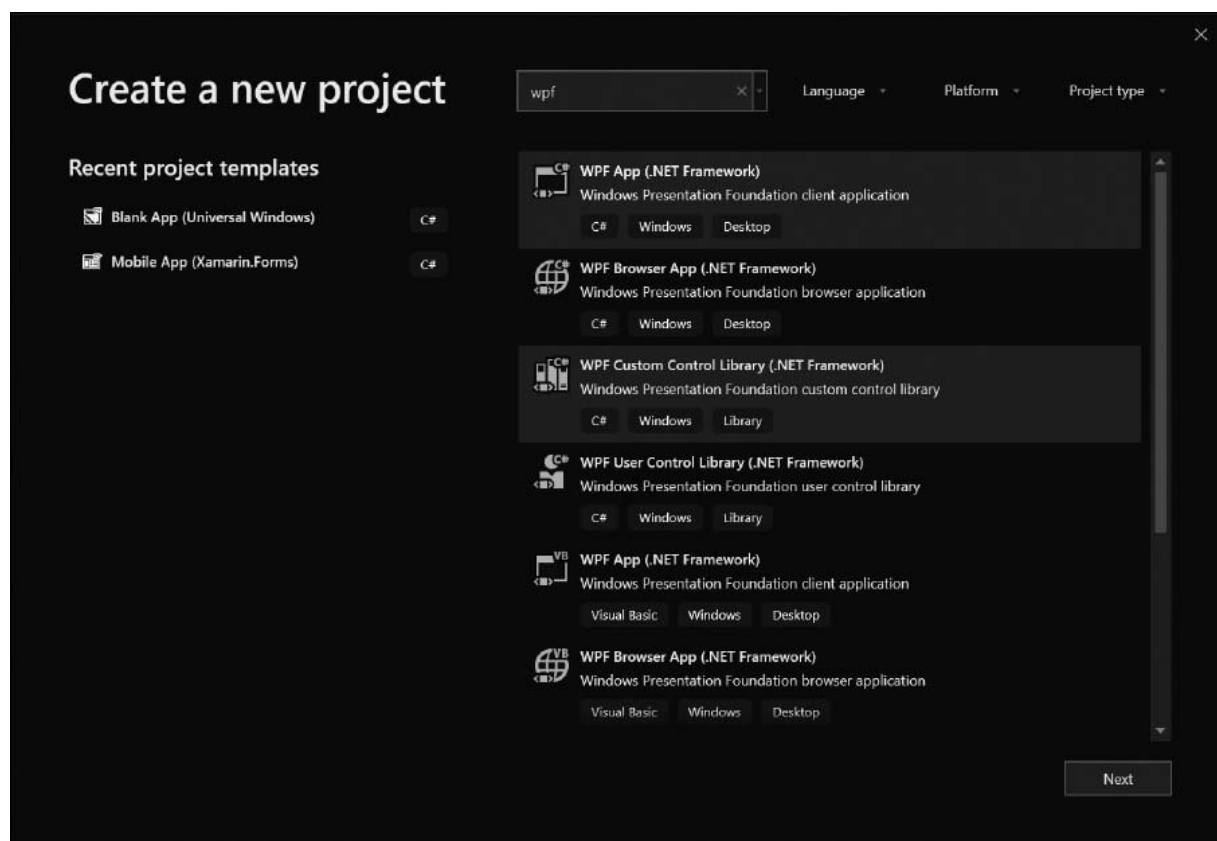 Create a new project
wpf
Language
Platform
Project type
Recent project templates
Blank App (Universal Windows)
C#
Mobile App (Xamarin.Forms)
C#
C#
WPF App (.NET Framework)
Windows Presentation Foundation client application
C# Windows Desktop
C#
WPF Browser App (.NET Framework)
Windows Presentation Foundation browser application
C# Windows Desktop
C#
WPF Custom Control Library (.NET Framework)
Windows Presentation Foundation custom control library
C# Windows Library
C#
WPF User Control Library (.NET Framework)
Windows Presentation Foundation user control library
C# Windows Library
VB
WPF App (.NET Framework)
Windows Presentation Foundation client application
Visual Basic Windows Desktop
VB
WPF Browser App (.NET Framework)
Windows Presentation Foundation browser application
Visual Basic Windows Desktop
Next